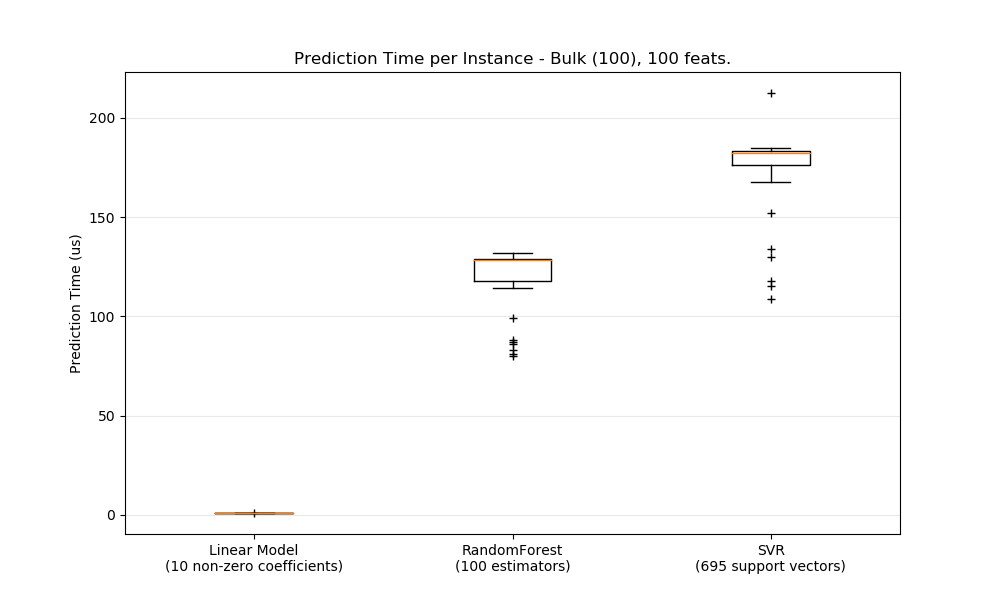 Prediction Time per Instance - Bulk (100), 100 feats.
Prediction Time (us)
200
150
100
50
0
Linear Model
(10 non-zero coefficients)
RandomForest
(100 estimators)
SVR
(695 support vectors)